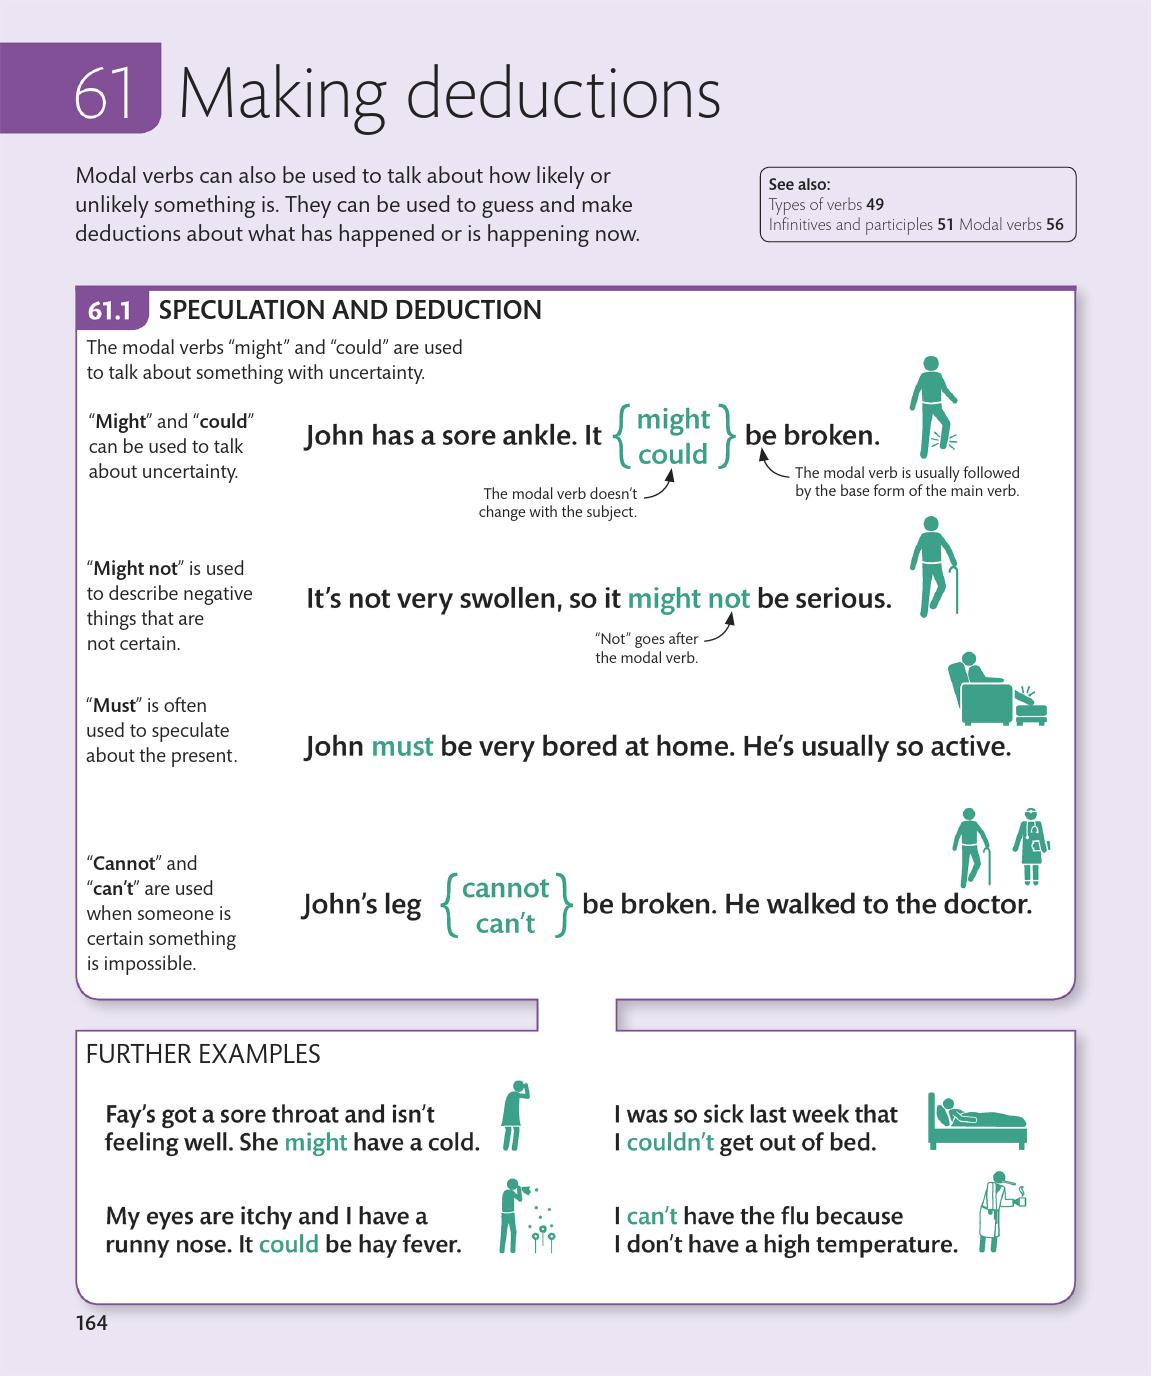 61 Making deductions
Modal verbs can also be used to talk about how likely or
unlikely something is. They can be used to guess and make
deductions about what has happened or is happening now.
See also:
Types of verbs 49
Infinitives and participles 51 Modal verbs 56
61.1 SPECULATION AND DEDUCTION
The modal verbs “might” and “could” are used
to talk about something with uncertainty.
“Might” and “could”
can be used to talk
about uncertainty.
John has a sore ankle. It { might could } be broken.
The modal verb doesn’t
change with the subject.
The modal verb is usually followed
by the base form of the main verb.
“Might not” is used
to describe negative
things that are
not certain.
It’s not very swollen, so it might not be serious.
“Not” goes after
the modal verb.
“Must” is often
used to speculate
about the present.
John must be very bored at home. He’s usually so active.
“Cannot” and
“can’t” are used
when someone is
certain something
is impossible.
John’s leg { cannot can’t } be broken. He walked to the doctor.
FURTHER EXAMPLES
Fay’s got a sore throat and isn’t
feeling well. She might have a cold.
I was so sick last week that
I couldn’t get out of bed.
My eyes are itchy and I have a
runny nose. It could be hay fever.
I can’t have the flu because
I don’t have a high temperature.
164